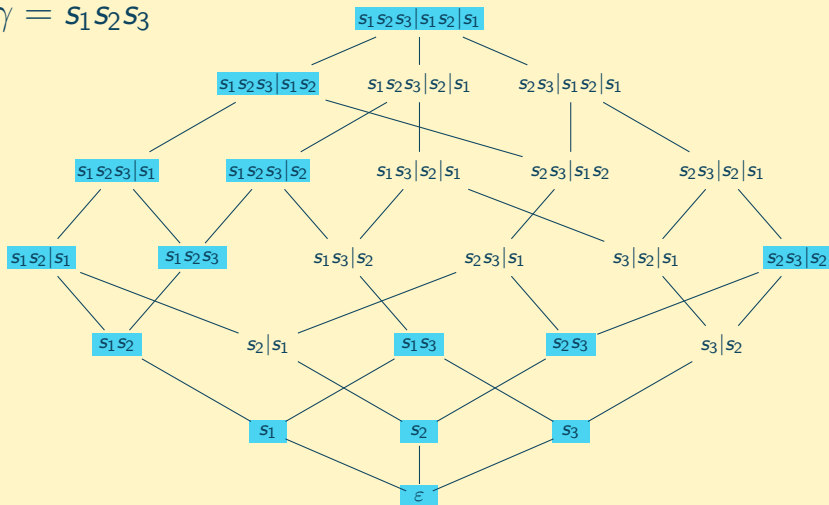 γ = s₁s₂s₃
s₁s₂s₃|s₁s₂|s₁
s₁s₂s₃|s₁s₂ s₁s₂s₃|s₂|s₁ s₂s₃|s₁s₂|s₁
s₁s₂s₃|s₁ s₁s₂s₃|s₂ s₁s₃|s₂|s₁ s₂s₃|s₁s₂ s₂s₃|s₂|s₁
s₁s₂|s₁ s₁s₂s₃ s₁s₃|s₂ s₂s₃|s₁ s₃|s₂|s₁ s₂s₃|s₂
s₁s₂ s₂|s₁ s₁s₃ s₂s₃ s₃|s₂
s₁ s₂ s₃
ε